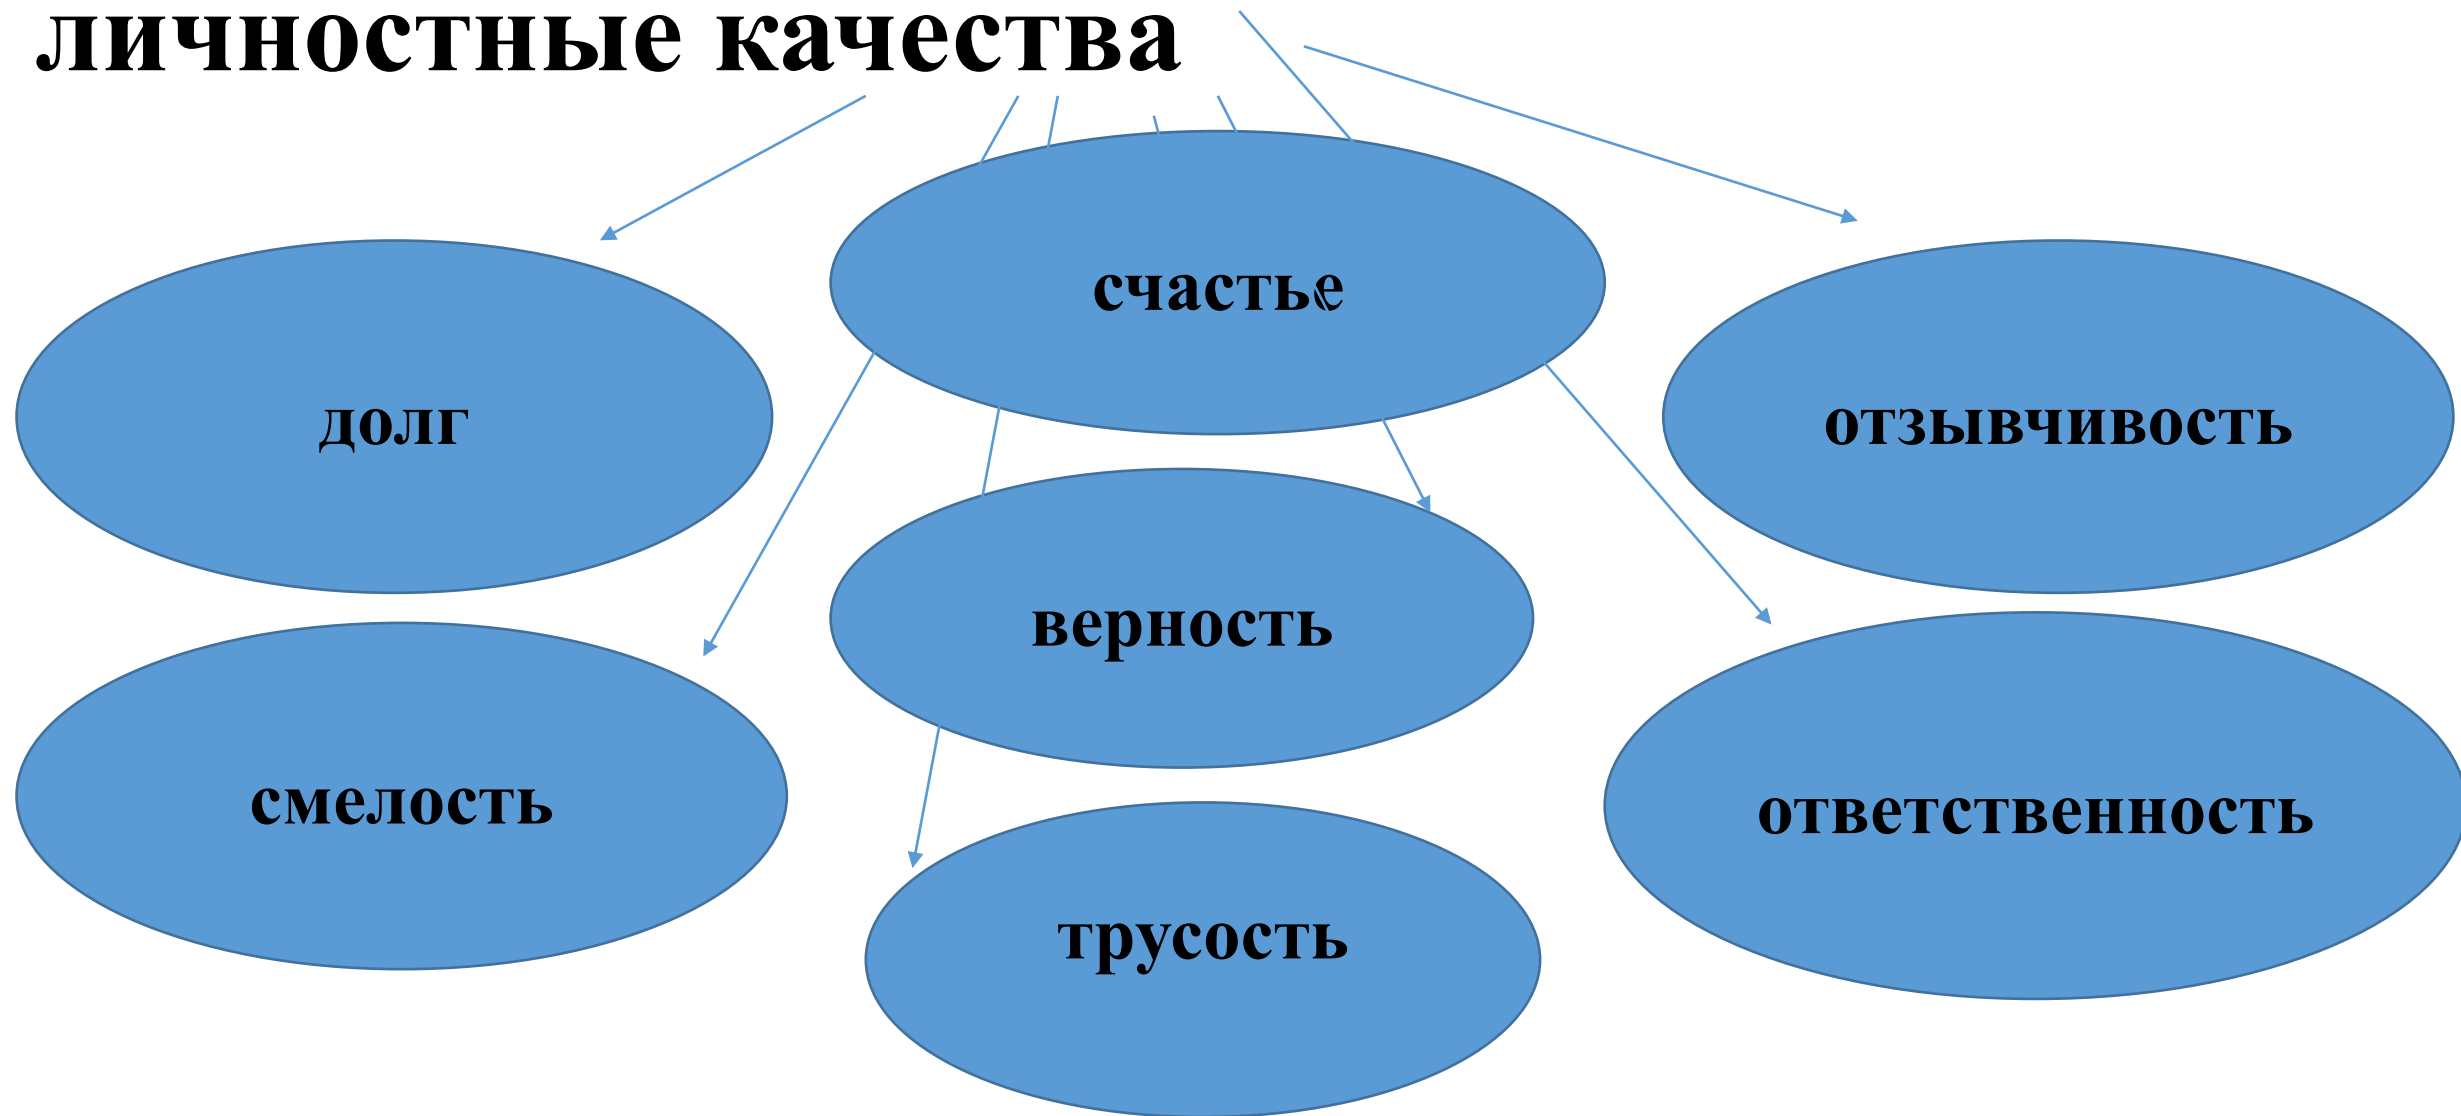 личностные качества
счастье
долг
отзывчивость
верность
смелость
ответственность
трусость